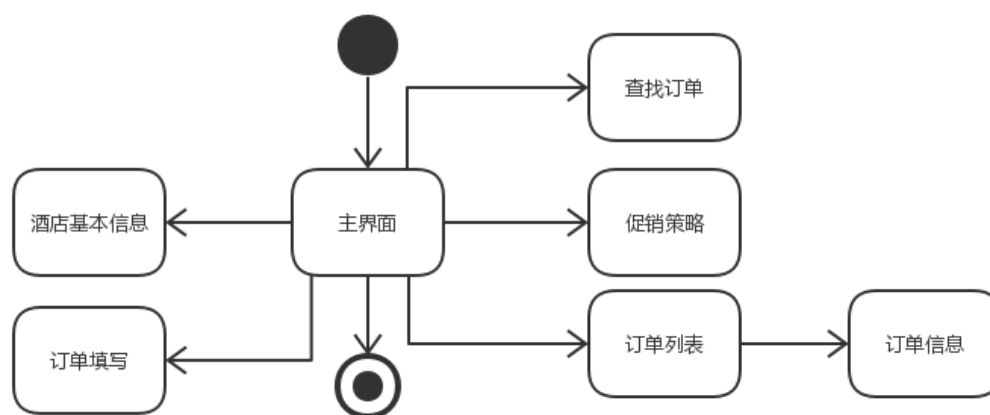 查找订单
酒店基本信息
主界面
促销策略
订单填写
订单列表
订单信息